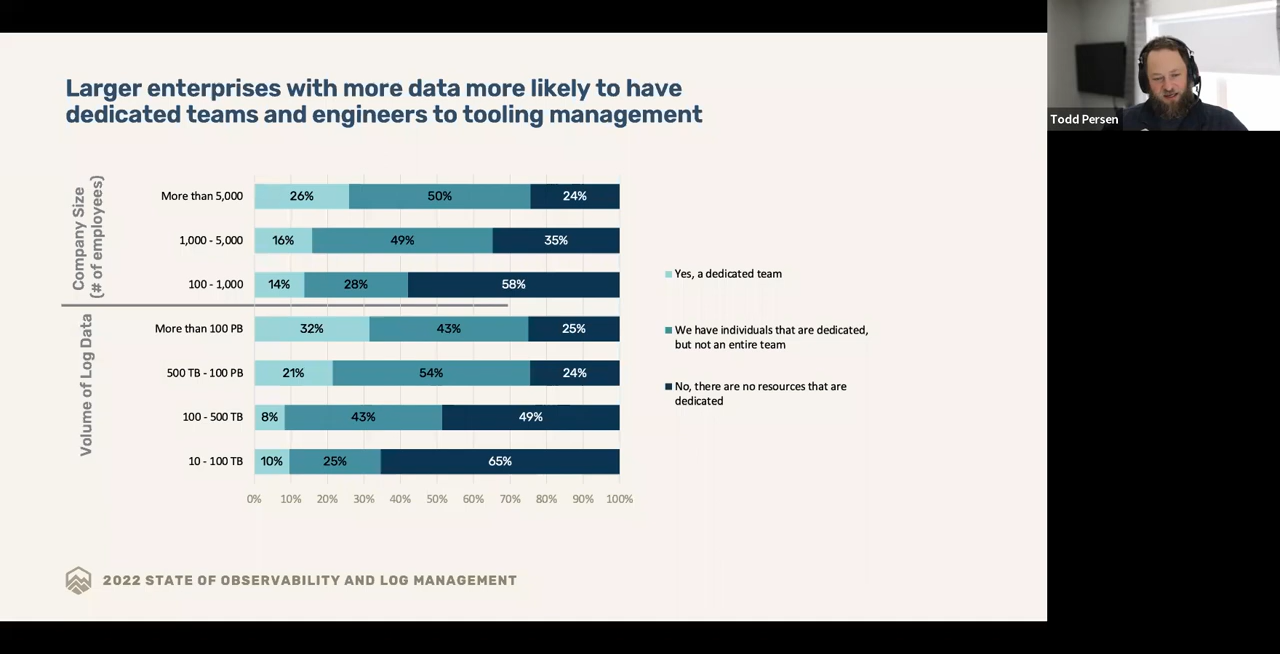 Larger enterprises with more data more likely to have
dedicated teams and engineers to tooling management
Todd Persen
Company Size
(# of employees)
More than 5,000 26% 50% 24%
1,000 - 5,000 16% 49% 35%
100 - 1,000 14% 28% 58%
Volume of Log Data
More than 100 PB 32% 43% 25%
500 TB - 100 PB 21% 54% 24%
100 - 500 TB 8% 43% 49%
10 - 100 TB 10% 25% 65%
0% 10% 20% 30% 40% 50% 60% 70% 80% 90% 100%
Yes, a dedicated team
We have individuals that are dedicated,
but not an entire team
No, there are no resources that are
dedicated
2022 STATE OF OBSERVABILITY AND LOG MANAGEMENT